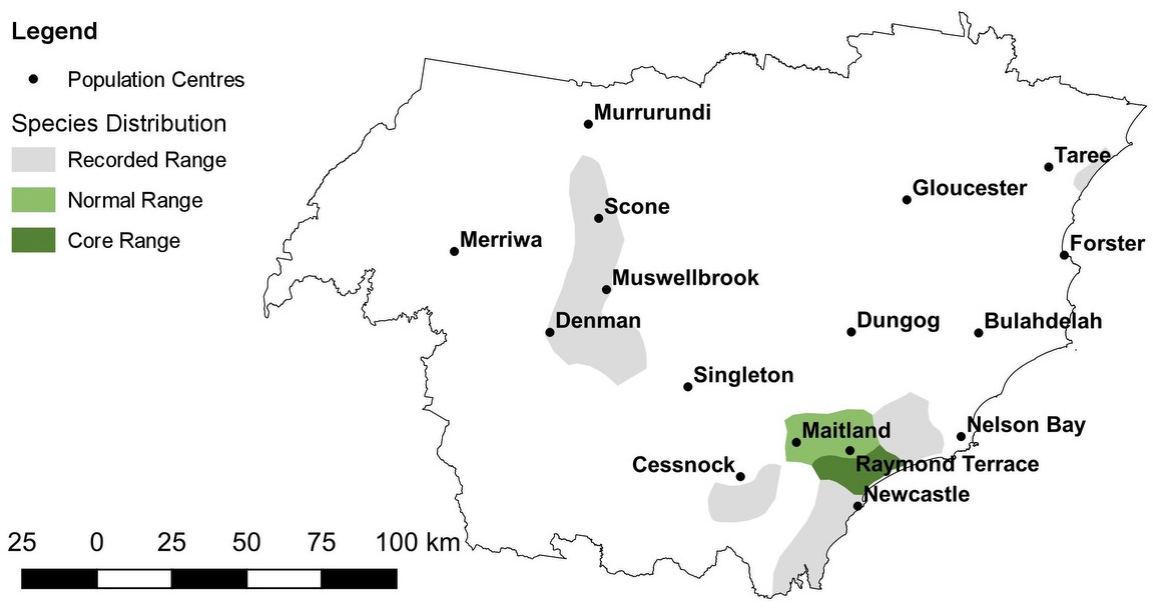 Legend
Population Centres
Species Distribution
Recorded Range
Normal Range
Core Range
Murrurundi
Taree
Gloucester
Scone
Merriwa
Forster
Muswellbrook
Denman
Dungog
Bulahdelah
Singleton
Nelson Bay
Maitland
Cessnock
Raymond Terrace
Newcastle
25 0 25 50 75 100 km